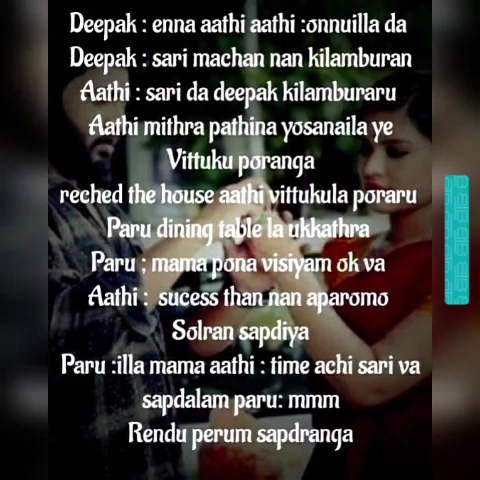 Deepak : enna aathi aathi :onnuilla da
Deepak : sari machan nan kilamburan
Aathi : sari da deepak kilamburaru
Aathi mithra pathina yosanaila ye
Vittuku poranga
reched the house aathi vittukula poraru
Paru dining table la ukkathra
Paru ; mama pona visiyam ok va
Aathi : sucess than nan aparomo
Solran sapdiya
Paru :illa mama aathi : time achi sari va
sapdalam paru: mmm
Rendu perum sapdranga